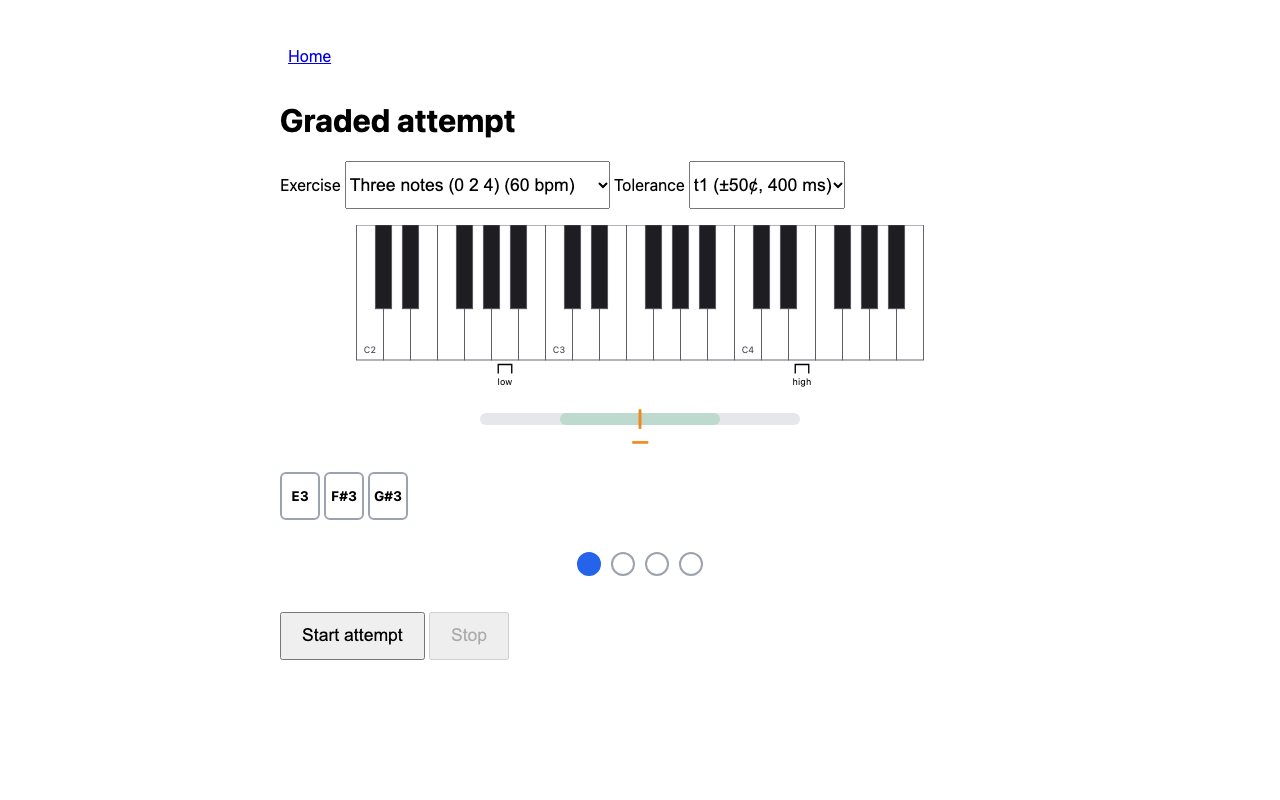 Home
Graded attempt
Exercise Three notes (0 2 4) (60 bpm) Tolerance t1 (±50¢, 400 ms)
C2 C3 C4
low high
E3 F#3 G#3
Start attempt Stop